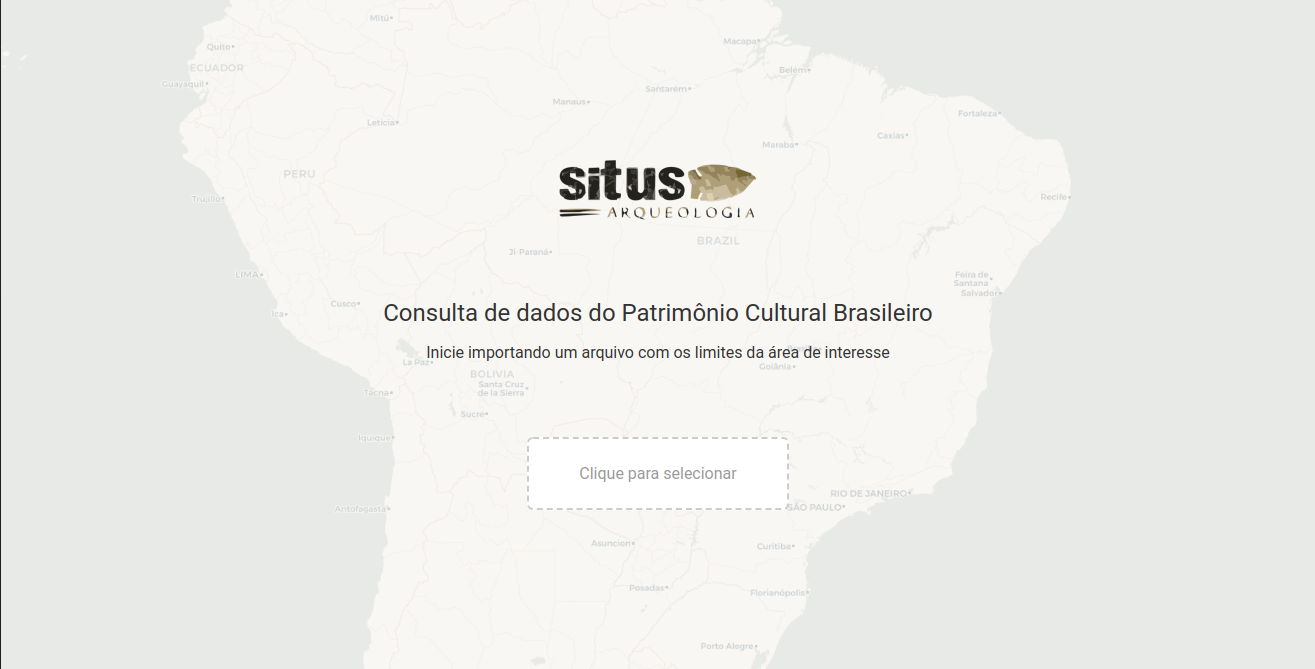 Mitú
Quito
Macapa
ECUADOR
Belém
Guayaquil
Santarém
Manaus
Fortaleza
Leticia
Caxias
Maraba
situs
ARQUEOLOGIA
PERU
Trujillo
Recife
BRAZIL
Ji-Paraná
LIMA
Feira de
Santana
Salvador
Cusco
Ica
Consulta de dados do Patrimônio Cultural Brasileiro
Inicie importando um arquivo com os limites da área de interesse
La Paz
Goiânia
BOLIVIA
Santa Cruz
de la Sierra
Tacna
Sucre
Iquique
Clique para selecionar
RIO DE JANEIRO
SÃO PAULO
Antofagasta
Asuncion
Curitiba
Posadas
Florianópolis
Porto Alegre